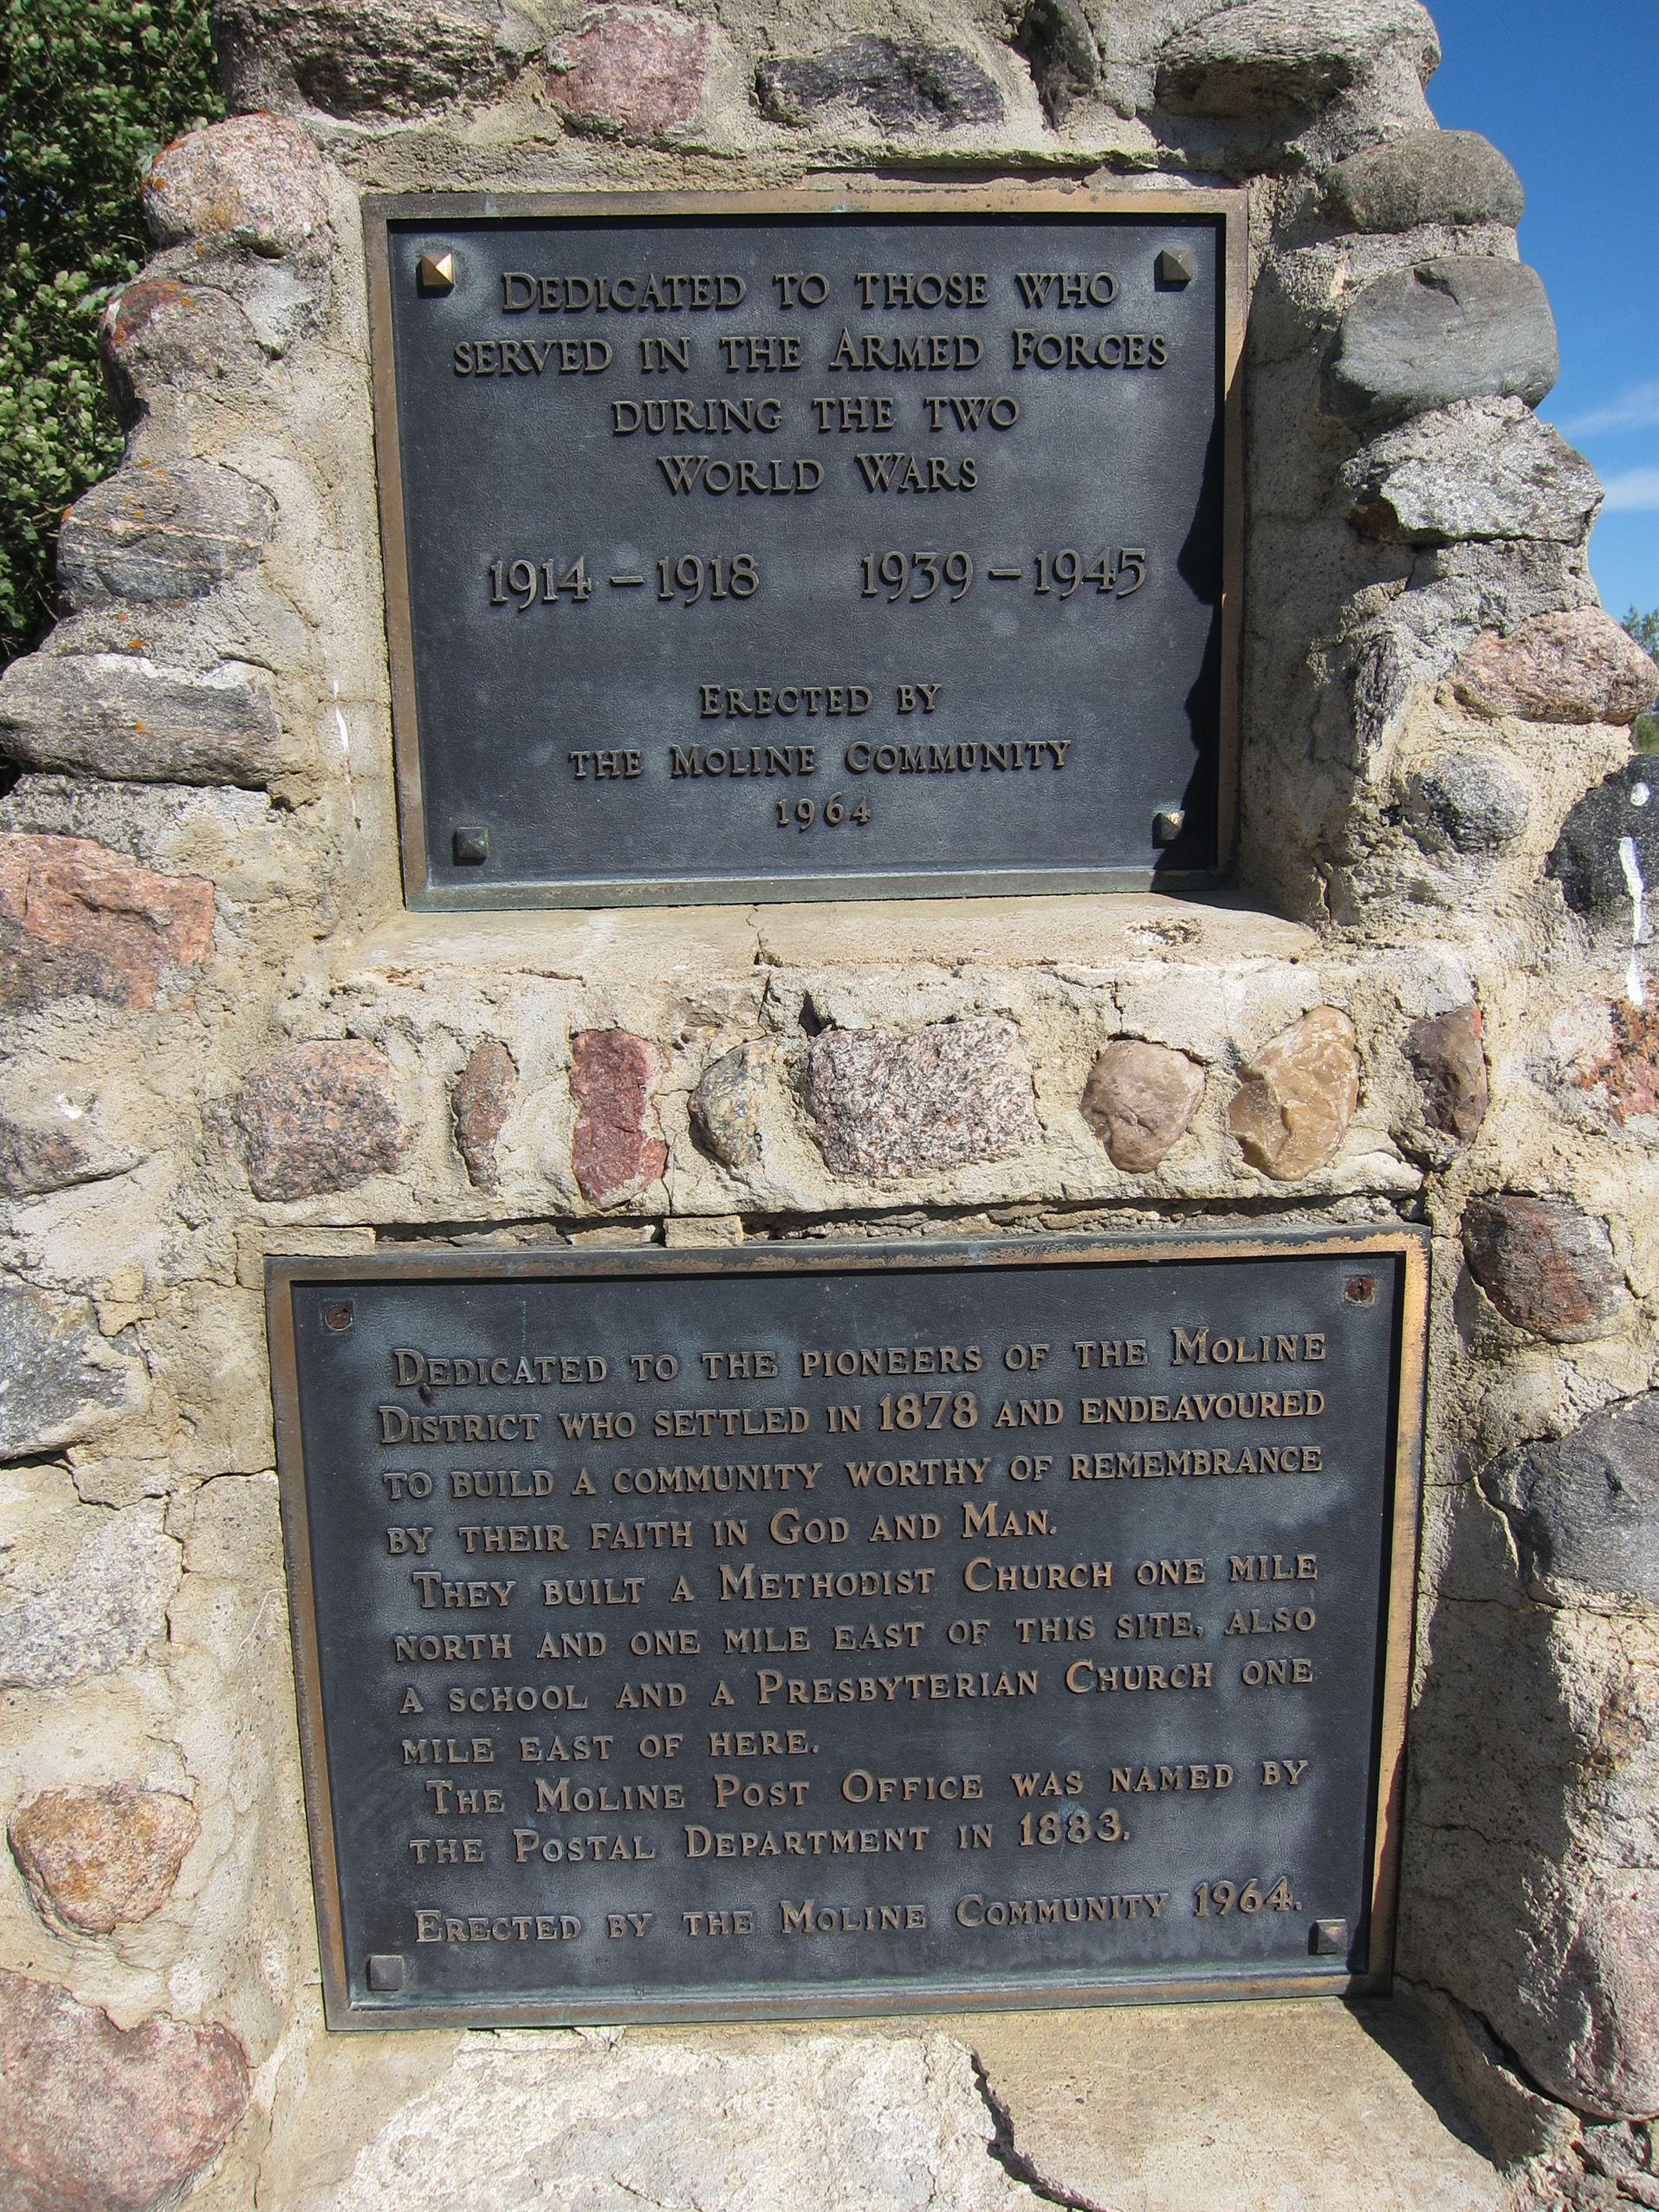 Dedicated to those who
served in the Armed Forces
during the two
World Wars
1914 – 1918 1939 – 1945
Erected by
the Moline Community
1964
Dedicated to the pioneers of the Moline
District who settled in 1878 and endeavoured
to build a community worthy of remembrance
by their faith in God and Man.
They built a Methodist Church one mile
north and one mile east of this site, also
a school and a Presbyterian Church one
mile east of here.
The Moline Post Office was named by
the Postal Department in 1883.
Erected by the Moline Community 1964.